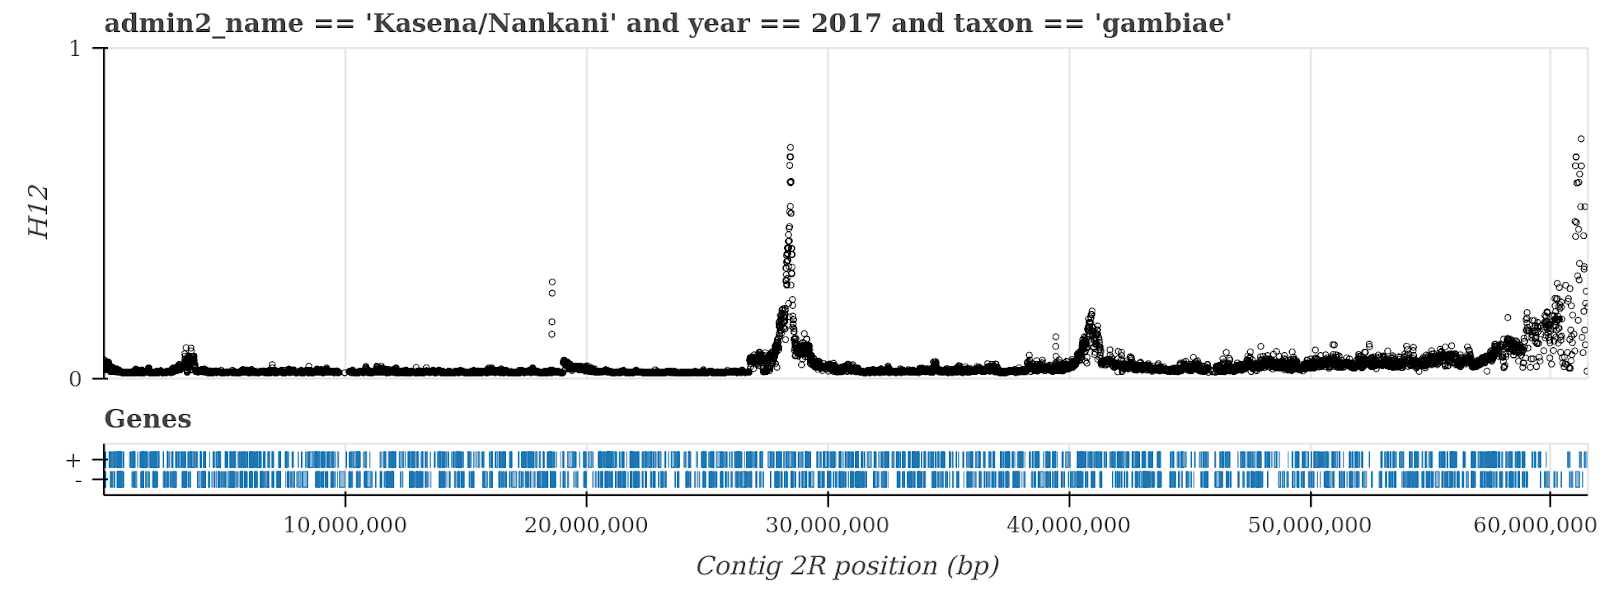 admin2_name == 'Kasena/Nankani' and year == 2017 and taxon == 'gambiae'
1
H12
0
Genes
+
-
10,000,000 20,000,000 30,000,000 40,000,000 50,000,000 60,000,000
Contig 2R position (bp)